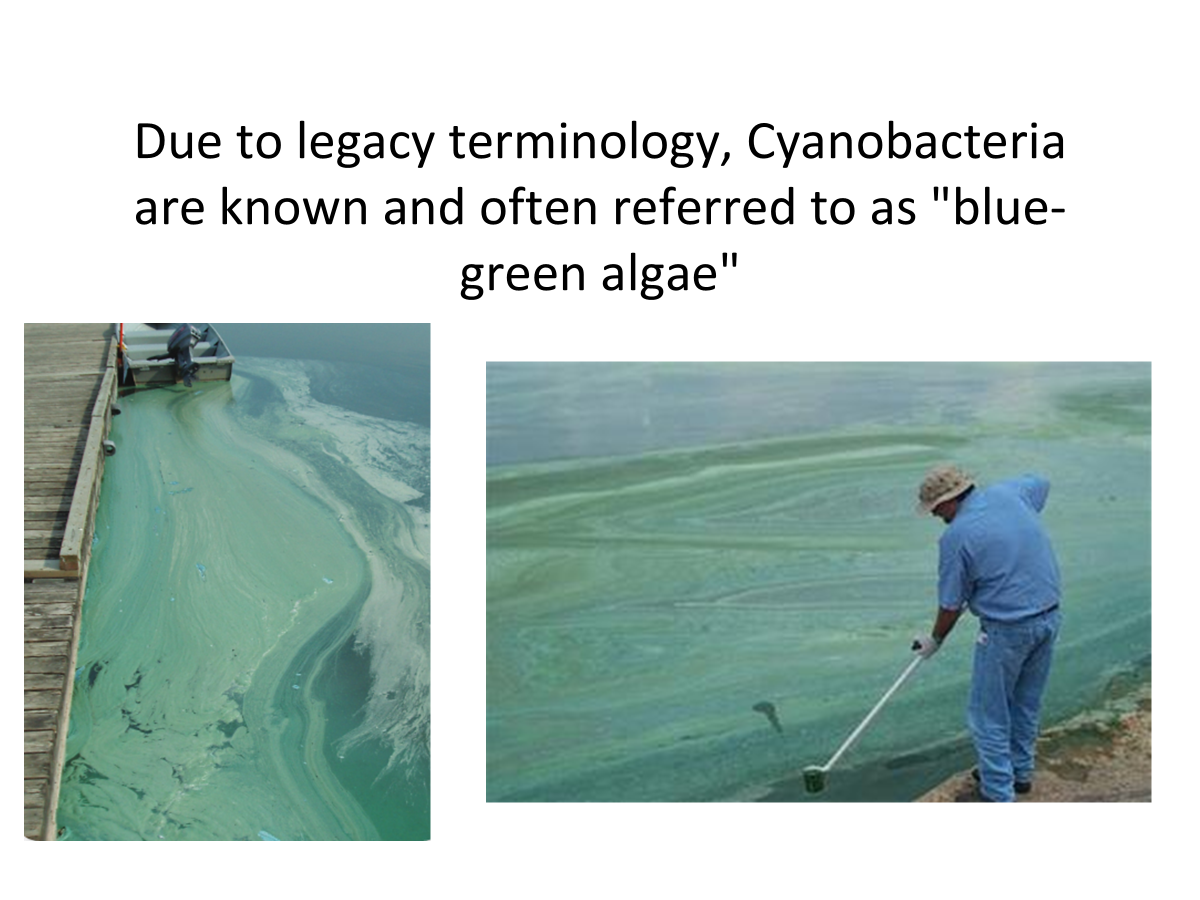 Due to legacy terminology, Cyanobacteria
are known and often referred to as "blue-
green algae"